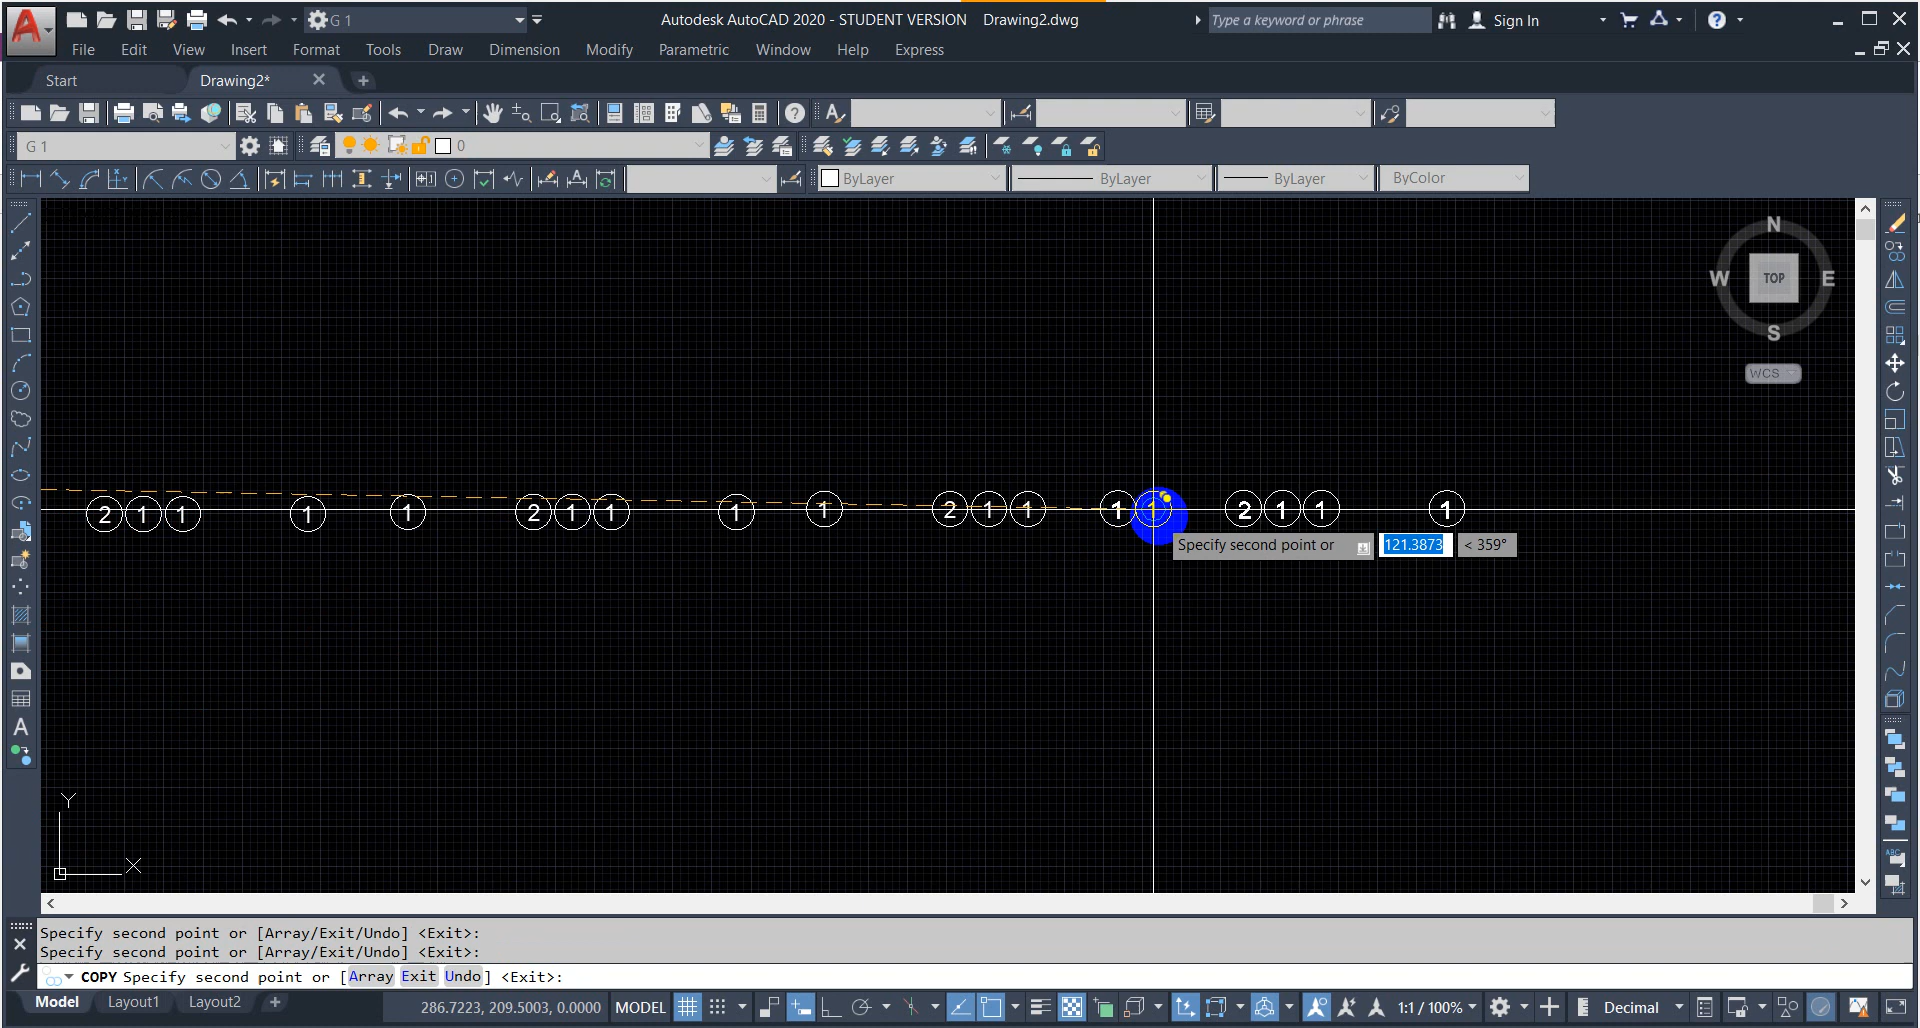 G 1
Autodesk AutoCAD 2020 - STUDENT VERSION Drawing2.dwg
Type a keyword or phrase
Sign In
File Edit View Insert Format Tools Draw Dimension Modify Parametric Window Help Express
Start Drawing2*
G 1 0
ByLayer ByLayer ByLayer ByColor
N
W TOP E
S
WCS
2 1 1 1 1 2 1 1 1 1 2 1 1 1 1 2 1 1 1
Specify second point or 121.3873 < 359°
Y
X
Specify second point or [Array/Exit/Undo] <Exit>:
Specify second point or [Array/Exit/Undo] <Exit>:
COPY Specify second point or [Array Exit Undo] <Exit>:
Model Layout1 Layout2
286.7223, 209.5003, 0.0000 MODEL 1:1 / 100% Decimal